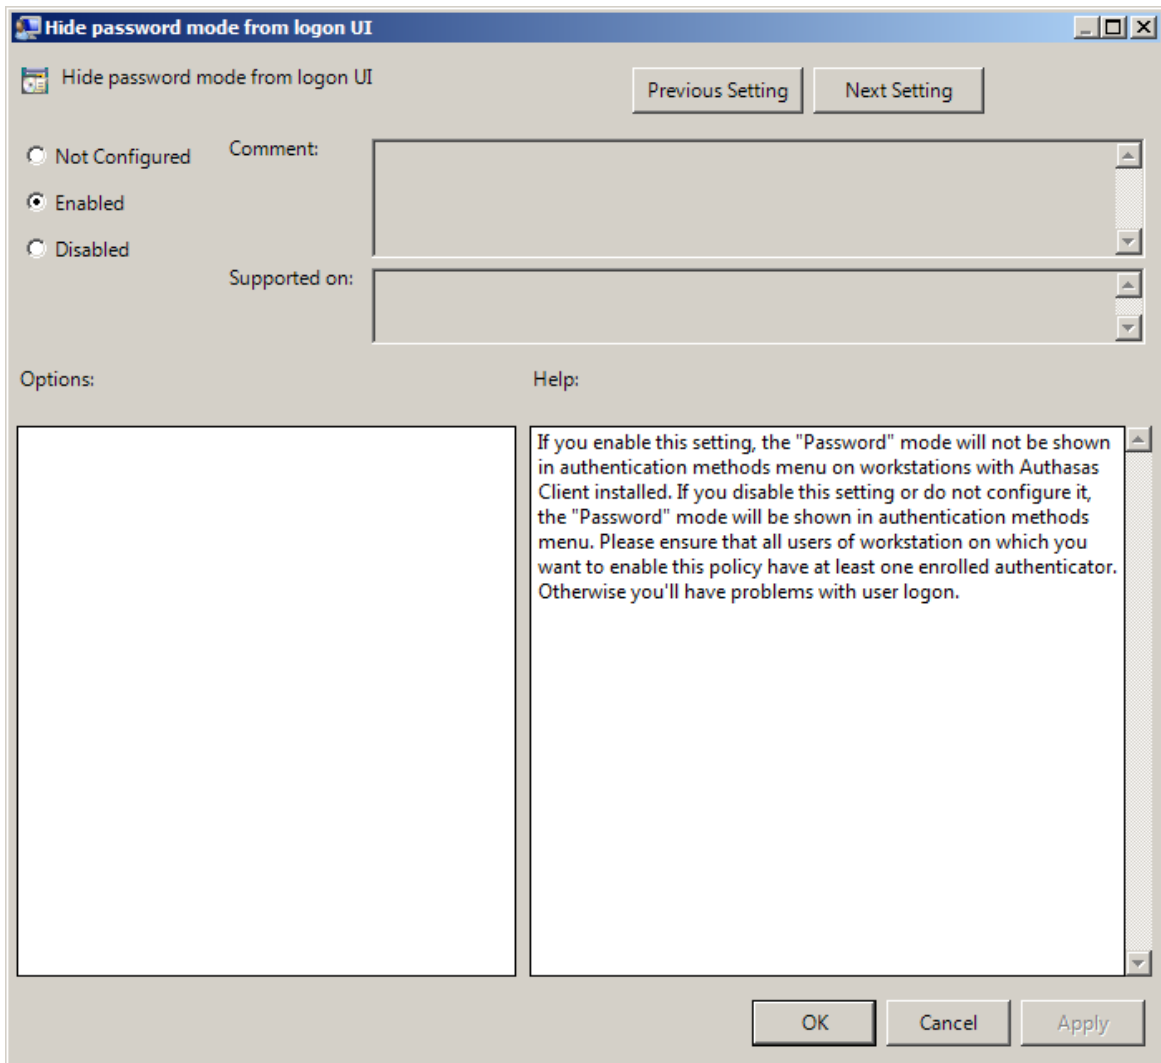 Hide password mode from logon UI
Hide password mode from logon UI
Previous Setting
Next Setting
Not Configured
Comment:
Enabled
Disabled
Supported on:
Options:
Help:
If you enable this setting, the "Password" mode will not be shown
in authentication methods menu on workstations with Authasas
Client installed. If you disable this setting or do not configure it,
the "Password" mode will be shown in authentication methods
menu. Please ensure that all users of workstation on which you
want to enable this policy have at least one enrolled authenticator.
Otherwise you'll have problems with user logon.
OK
Cancel
Apply